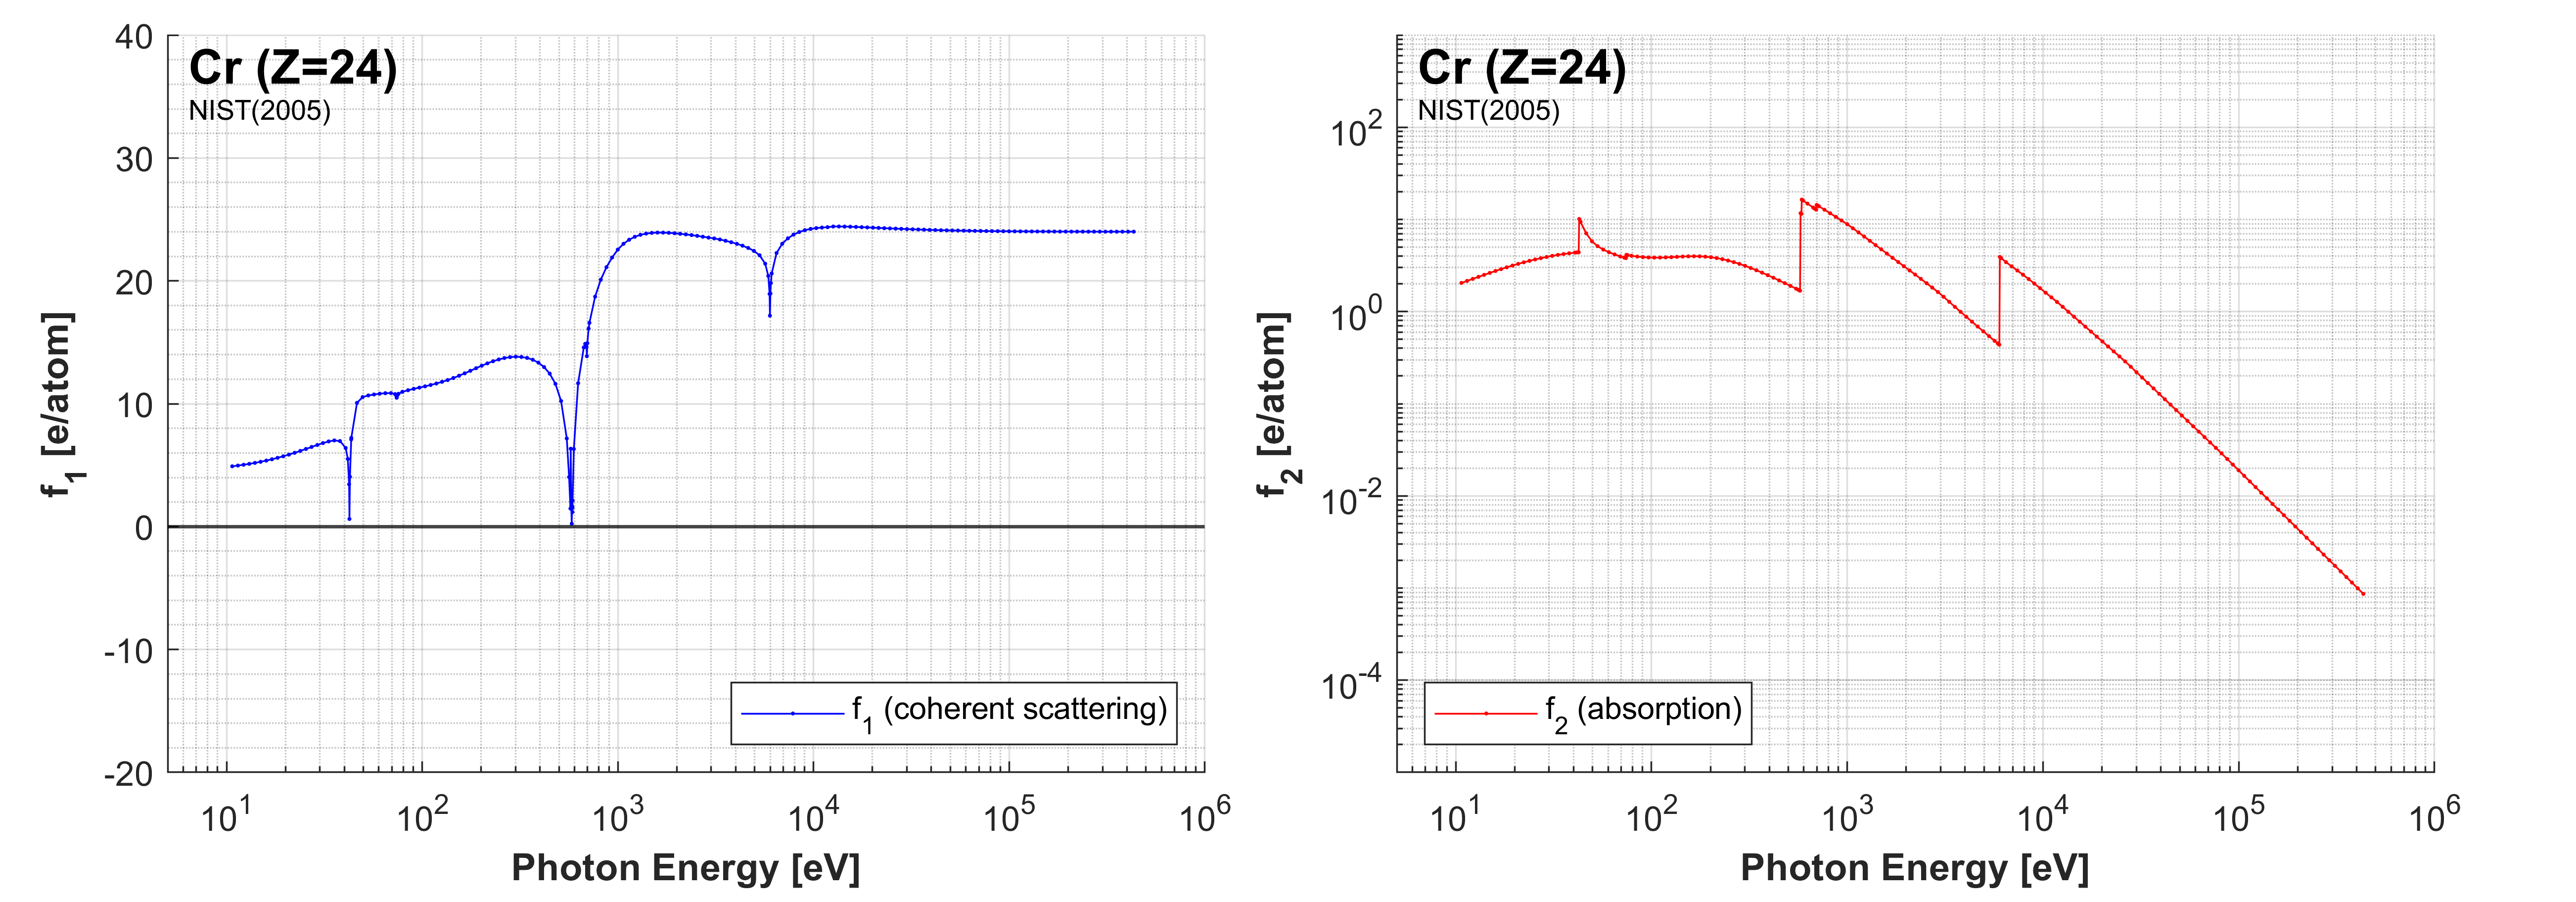 Cr (Z=24)
NIST(2005)
40
30
20
10
0
-10
-20
f1 [e/atom]
f1 (coherent scattering)
10^1 10^2 10^3 10^4 10^5 10^6
Photon Energy [eV]
Cr (Z=24)
NIST(2005)
10^2
10^0
10^-2
10^-4
f2 [e/atom]
f2 (absorption)
10^1 10^2 10^3 10^4 10^5 10^6
Photon Energy [eV]